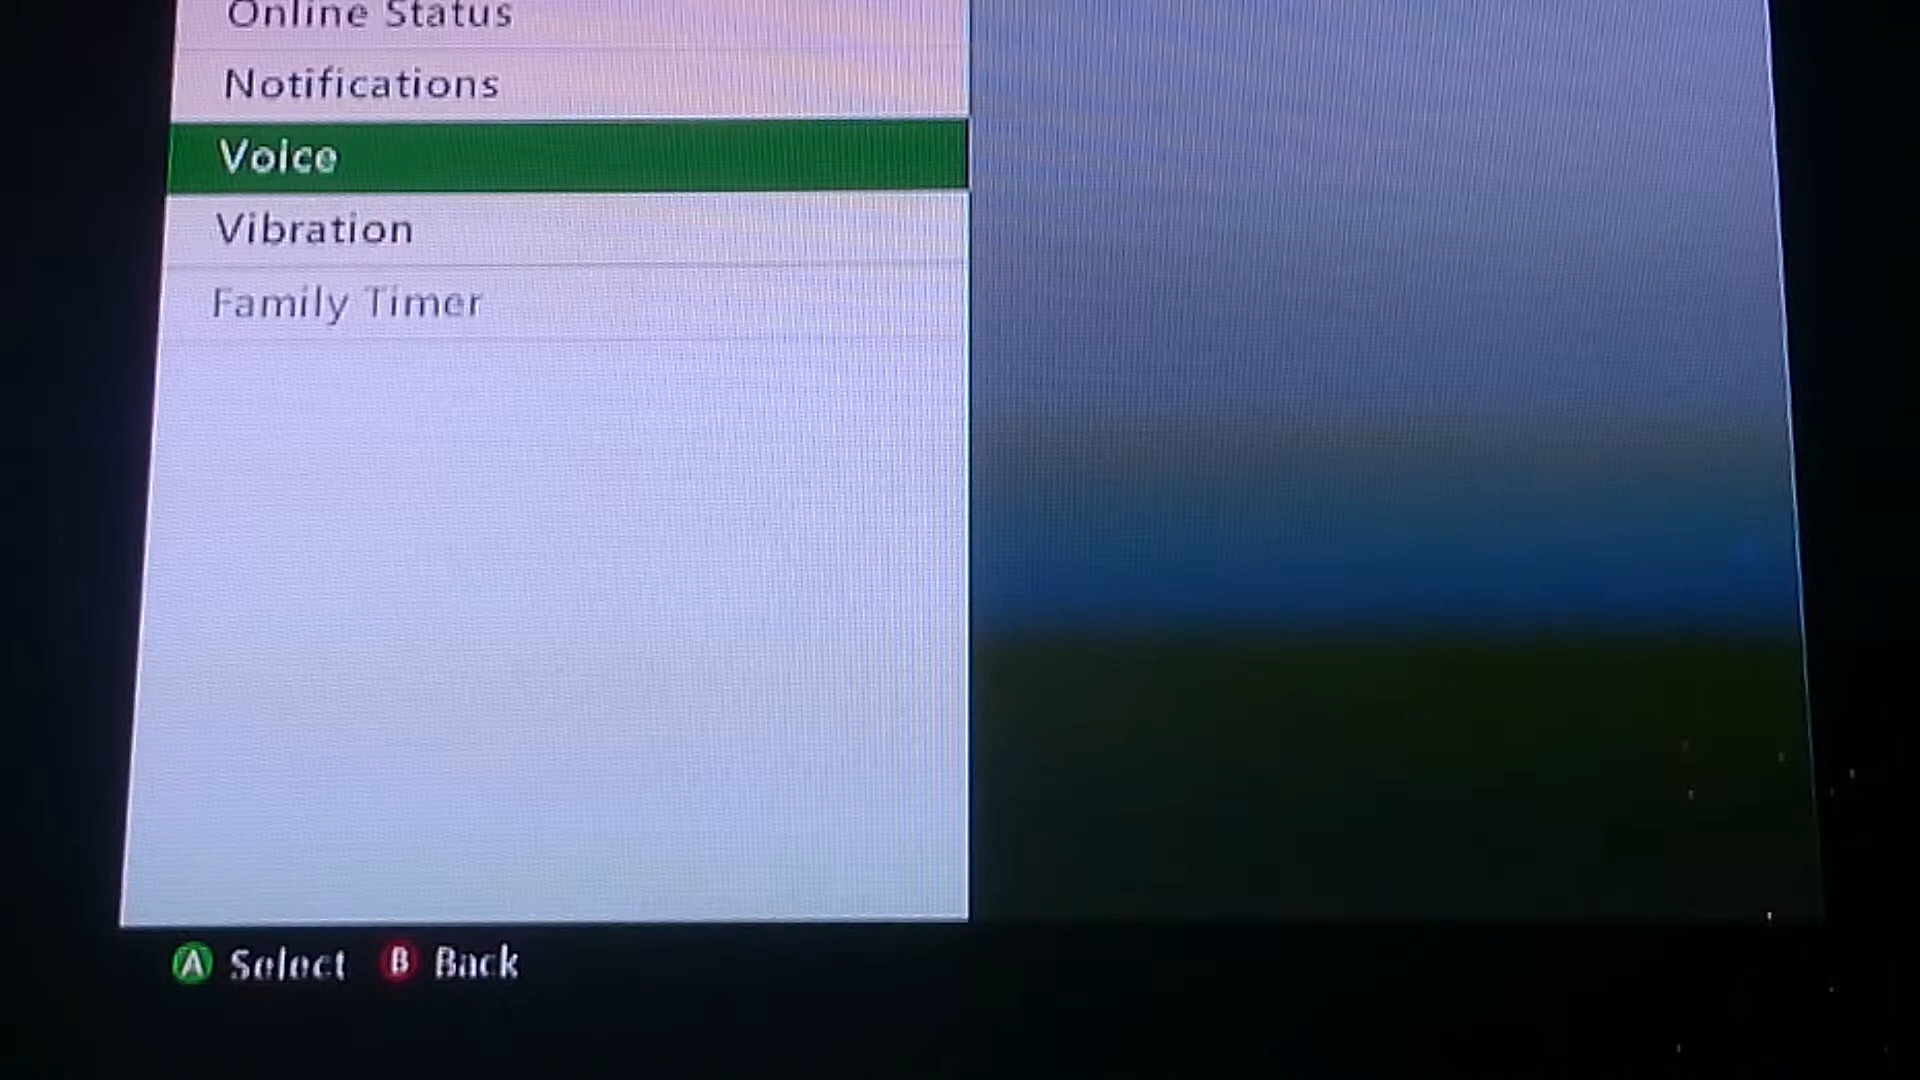 Online Status
Notifications
Voice
Vibration
Family Timer
A Select B Back